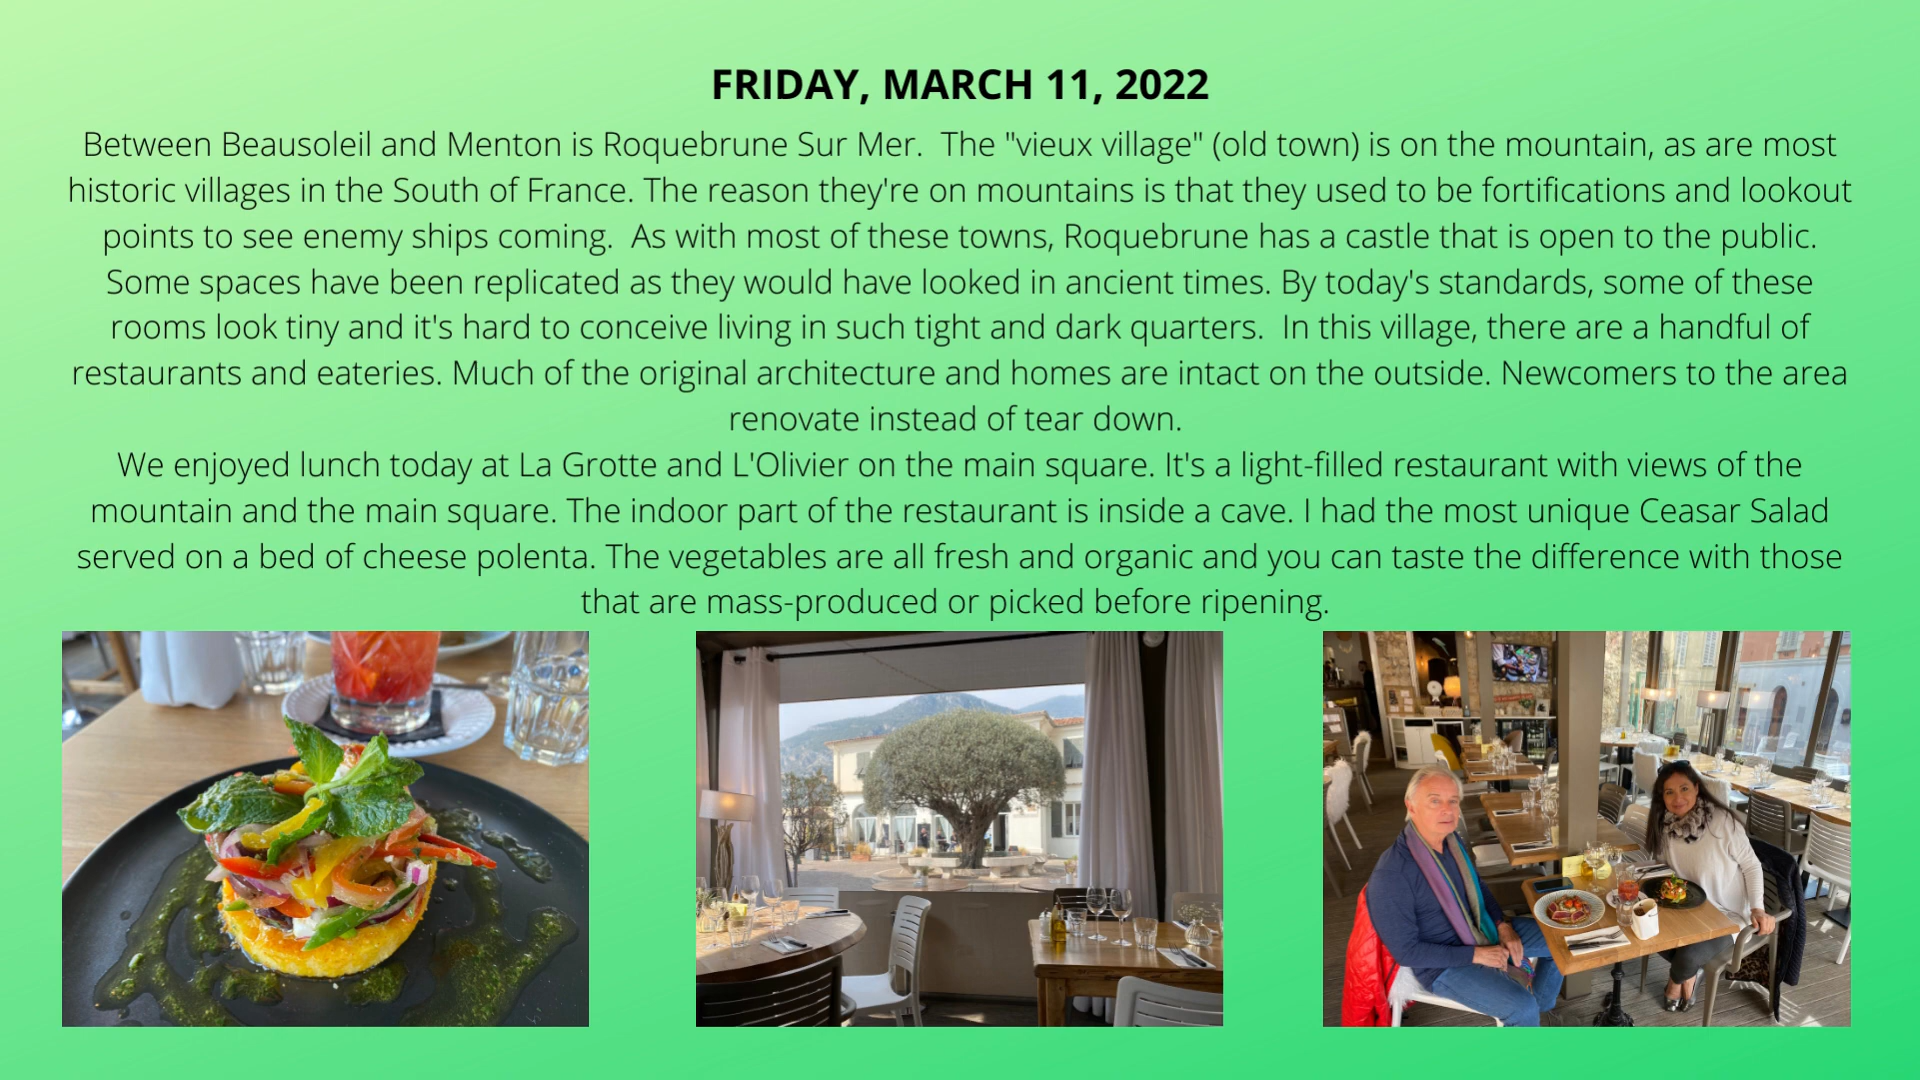 FRIDAY, MARCH 11, 2022
Between Beausoleil and Menton is Roquebrune Sur Mer.  The "vieux village" (old town) is on the mountain, as are most
historic villages in the South of France. The reason they're on mountains is that they used to be fortifications and lookout
points to see enemy ships coming.  As with most of these towns, Roquebrune has a castle that is open to the public.
Some spaces have been replicated as they would have looked in ancient times. By today's standards, some of these
rooms look tiny and it's hard to conceive living in such tight and dark quarters.  In this village, there are a handful of
restaurants and eateries. Much of the original architecture and homes are intact on the outside. Newcomers to the area
renovate instead of tear down.
We enjoyed lunch today at La Grotte and L'Olivier on the main square. It's a light-filled restaurant with views of the
mountain and the main square. The indoor part of the restaurant is inside a cave. I had the most unique Ceasar Salad
served on a bed of cheese polenta. The vegetables are all fresh and organic and you can taste the difference with those
that are mass-produced or picked before ripening.